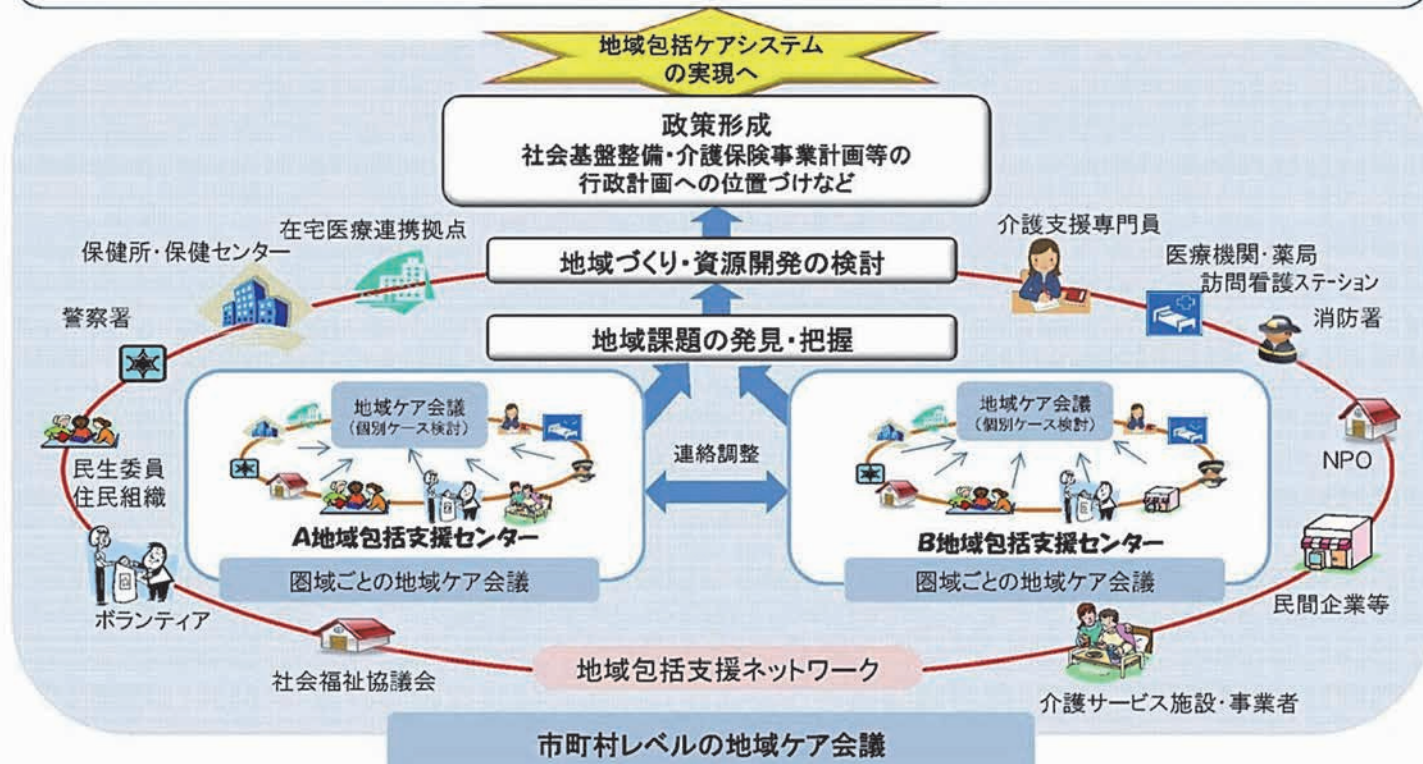 地域包括ケアシステム
の実現へ
政策形成
社会基盤整備・介護保険事業計画等の
行政計画への位置づけなど
在宅医療連携拠点
保健所・保健センター
警察署
地域づくり・資源開発の検討
地域課題の発見・把握
介護支援専門員
医療機関・薬局
訪問看護ステーション
消防署
民生委員
住民組織
ボランティア
社会福祉協議会
地域ケア会議
(個別ケース検討)
A地域包括支援センター
圏域ごとの地域ケア会議
連絡調整
地域ケア会議
(個別ケース検討)
B地域包括支援センター
圏域ごとの地域ケア会議
NPO
民間企業等
地域包括支援ネットワーク
介護サービス施設・事業者
市町村レベルの地域ケア会議